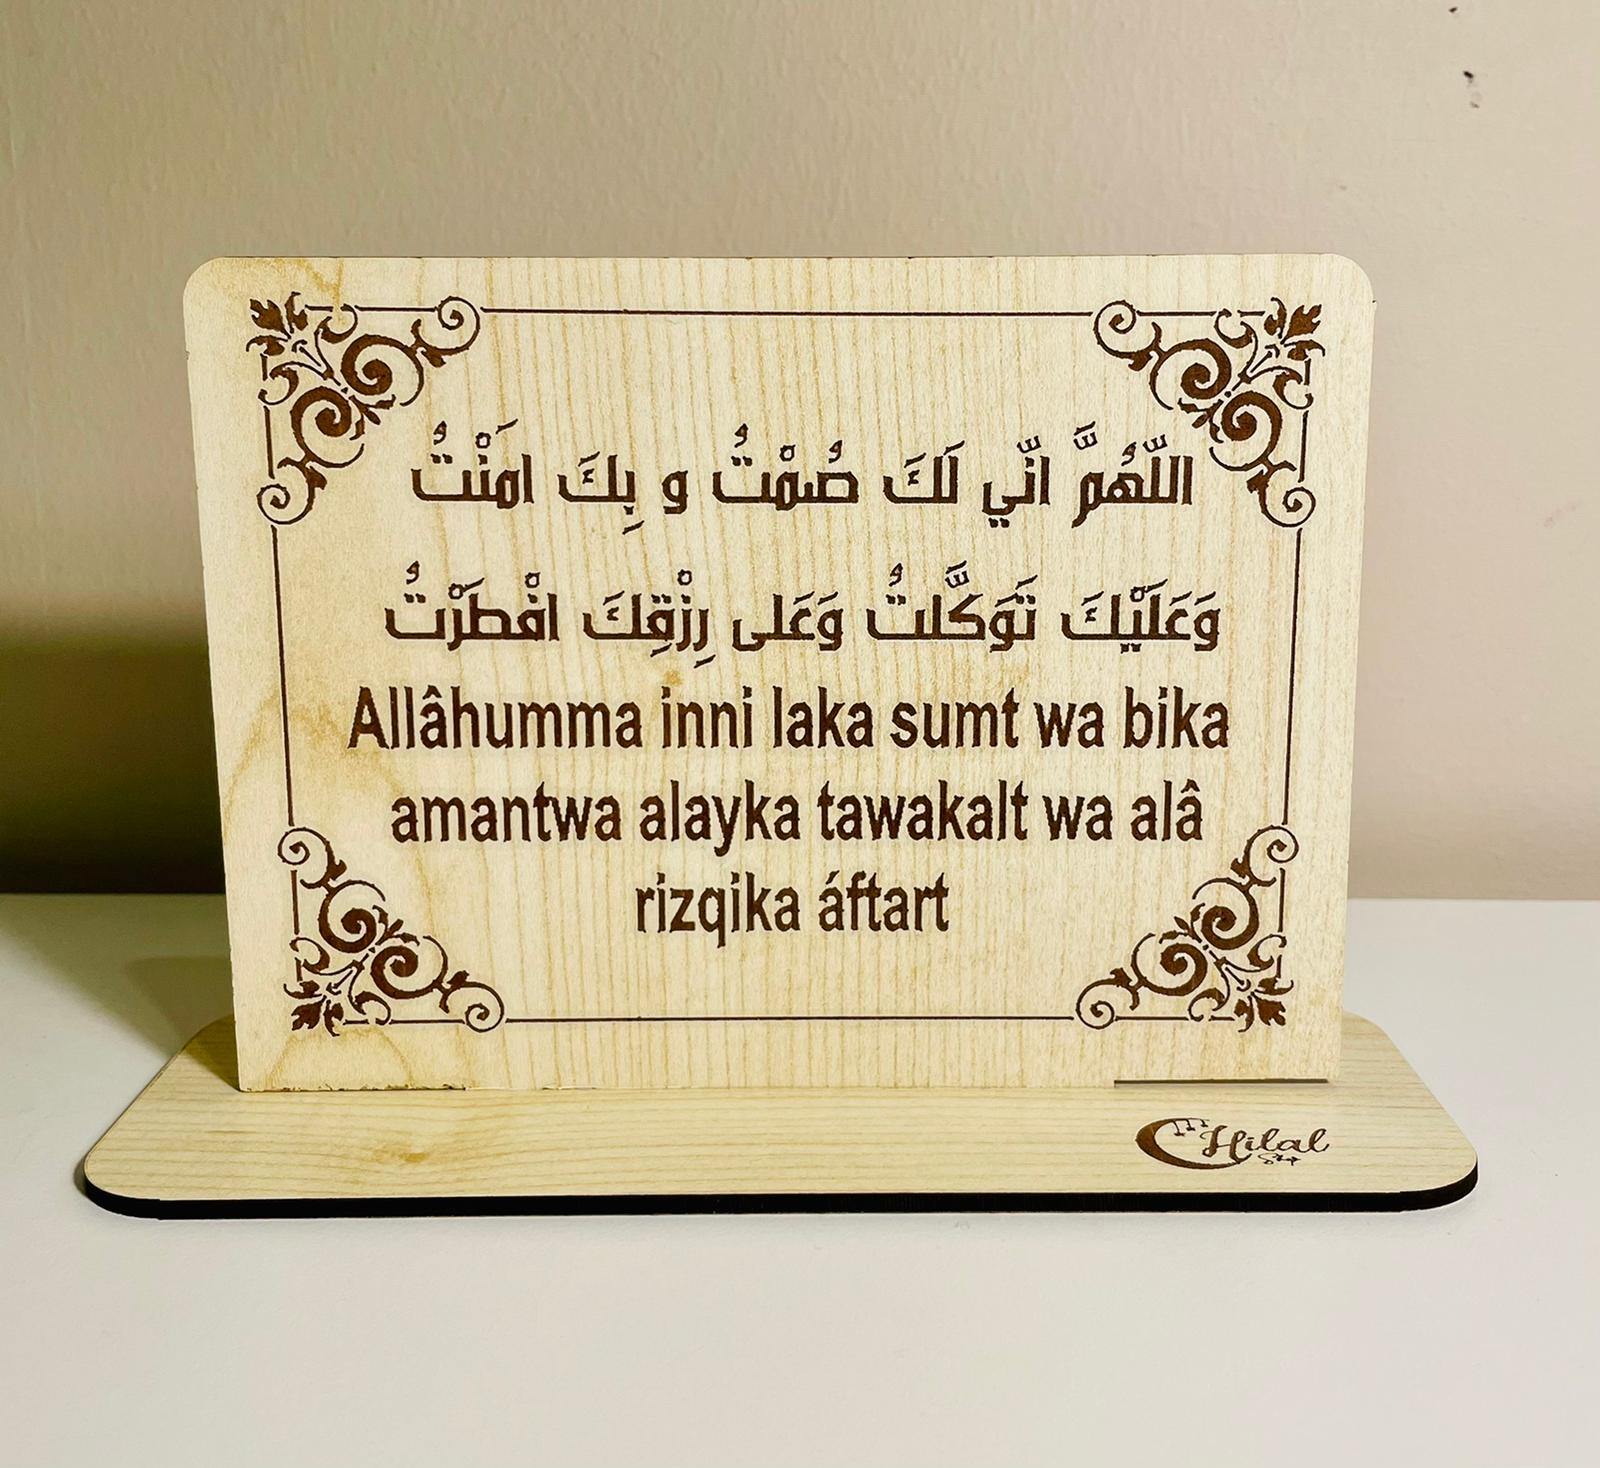 اللّهُمَّ انّي لَكَ صُمْتُ و بِكَ امَنْتُ
وَعَلَيْكَ تَوَكَّلتُ وَعَلى رِزْقِكَ افْطَرْتُ
Allâhumma inni laka sumt wa bika
amantwa alayka tawakalt wa alâ
rizqika áftart
Hilal